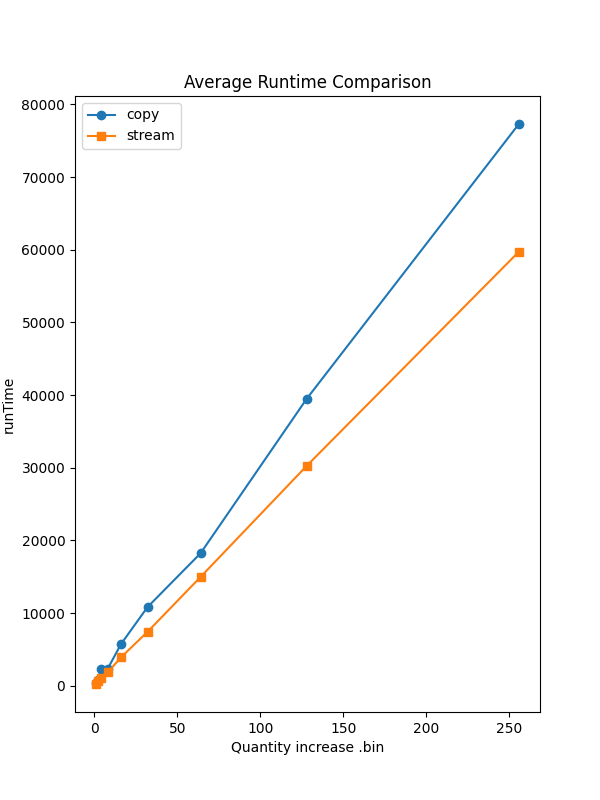 Average Runtime Comparison
copy
stream
80000
70000
60000
50000
40000
30000
20000
10000
0
runTime
0 50 100 150 200 250
Quantity increase .bin